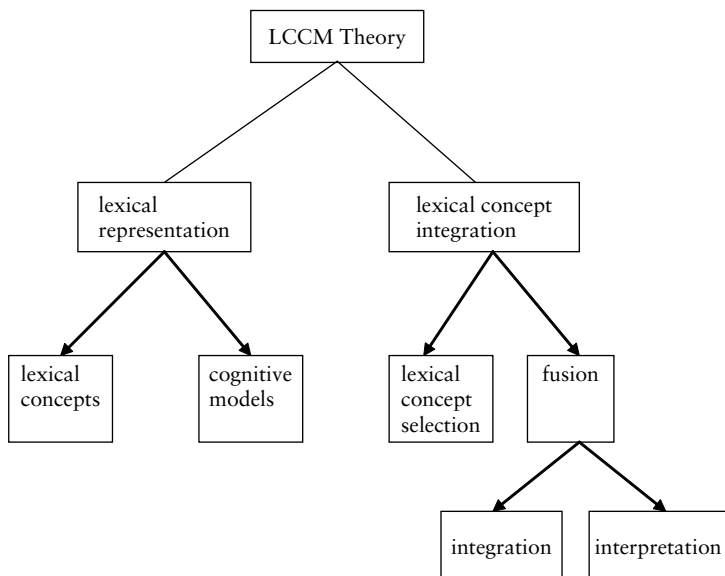 LCCM Theory
lexical
representation
lexical concept
integration
lexical
concepts
cognitive
models
lexical
concept
selection
fusion
integration
interpretation